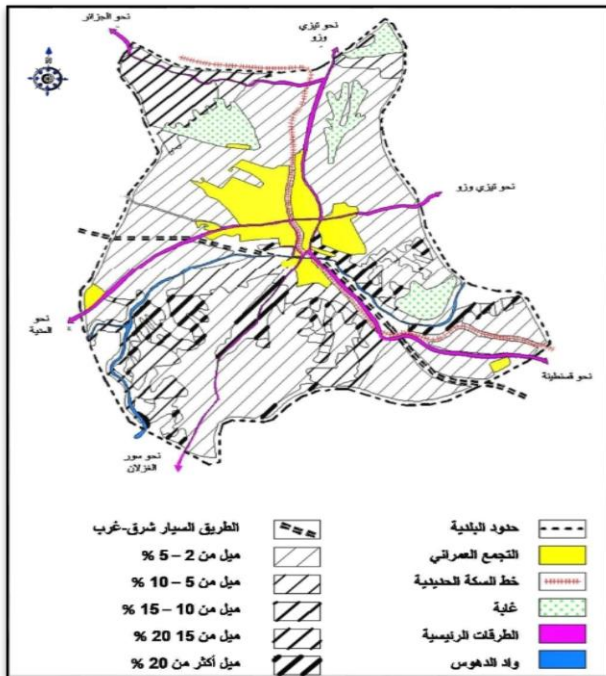 نحو الجزائر
نحو تيزي
وزو
نحو تيزي وزو
نحو
المدية
نحو قسنطينة
نحو سور
الغزلان
حدود البلدية
التجمع العمراني
خط السكة الحديدية
غابة
الطرقات الرئيسية
واد الدهوس
الطريق السيار شرق-غرب
ميل من 2 – 5 %
ميل من 5 – 10 %
ميل من 10 – 15 %
ميل من 15 20 %
ميل أكثر من 20 %